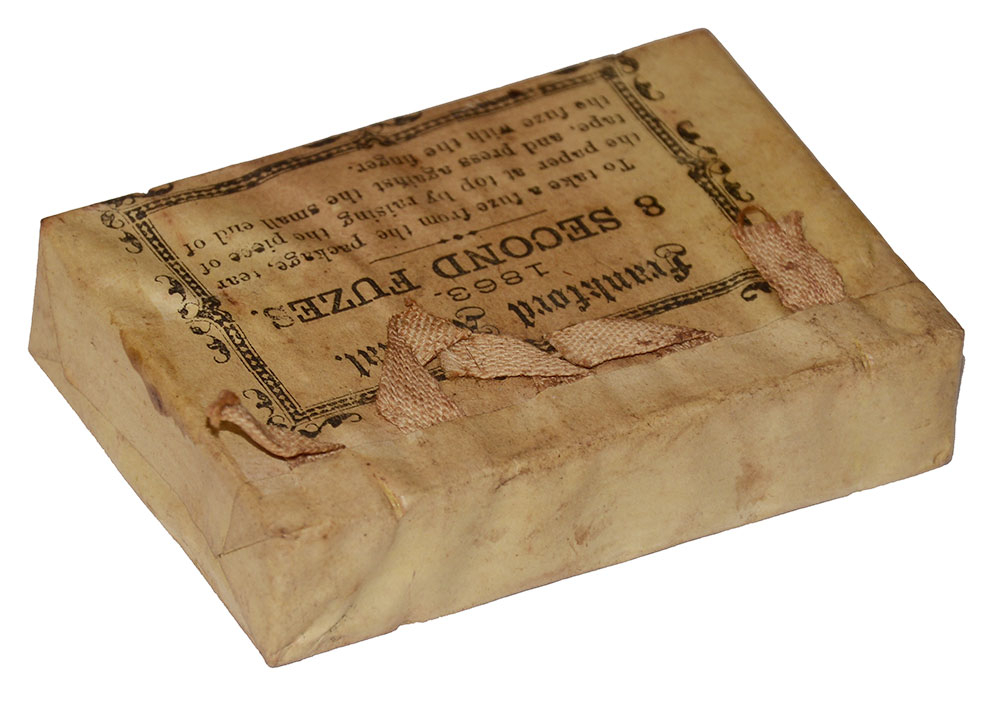 Frankford
1863.
8 SECOND FUZES.
To take a fuze from the package, tear
the paper at top by raising the piece of
tape, and press against the small end of
the fuze with the finger.